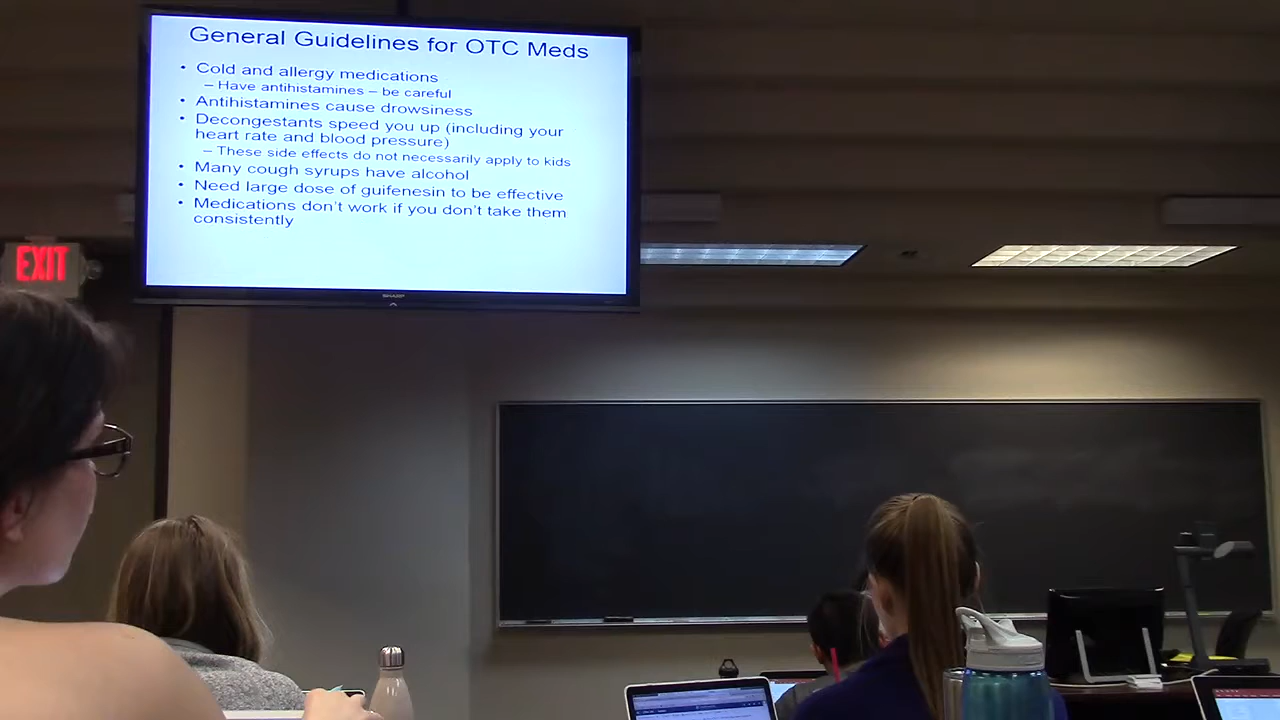 General Guidelines for OTC Meds
• Cold and allergy medications
– Have antihistamines – be careful
• Antihistamines cause drowsiness
• Decongestants speed you up (including your
heart rate and blood pressure)
– These side effects do not necessarily apply to kids
• Many cough syrups have alcohol
• Need large dose of guifenesin to be effective
• Medications don't work if you don't take them
consistently
SHARP
EXIT